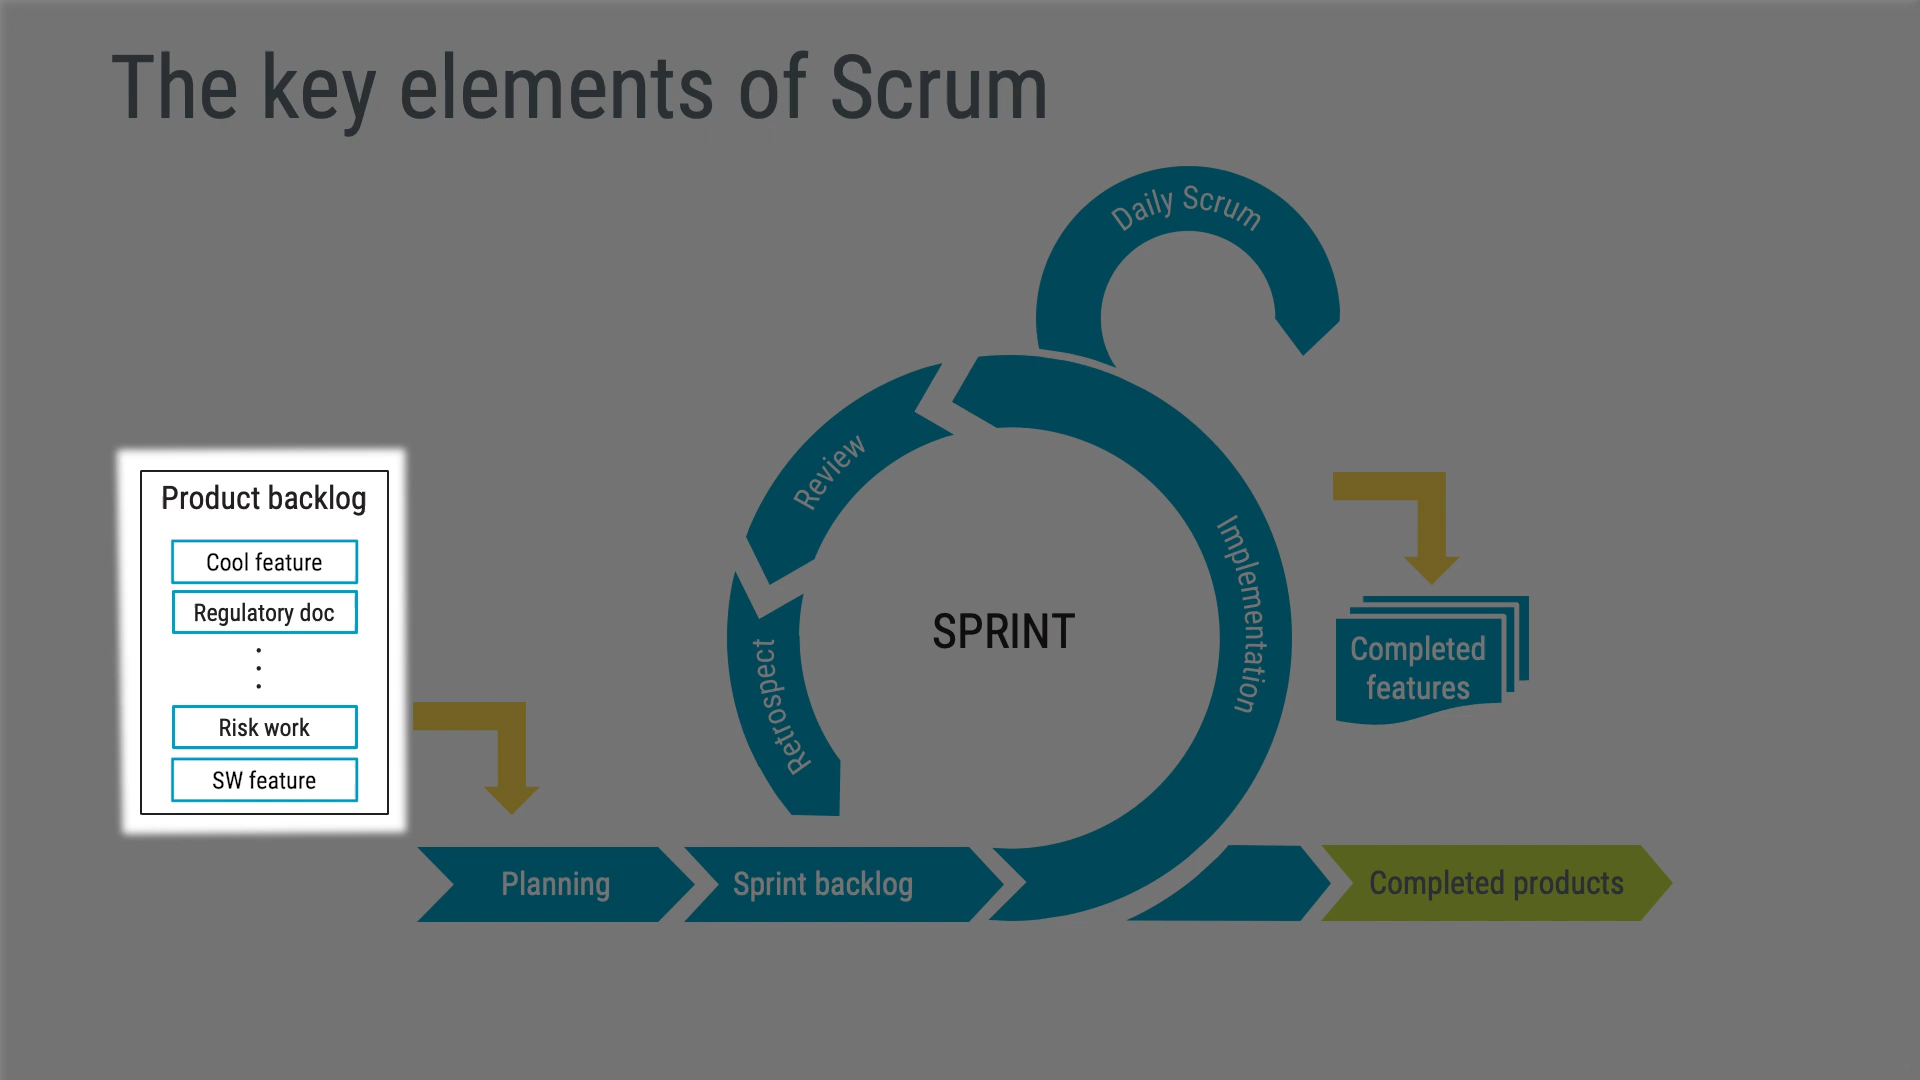 The key elements of Scrum
Daily Scrum
Review
Product backlog
Cool feature
Regulatory doc
Risk work
SW feature
Implementation
SPRINT
Retrospect
Completed
features
Planning
Sprint backlog
Completed products